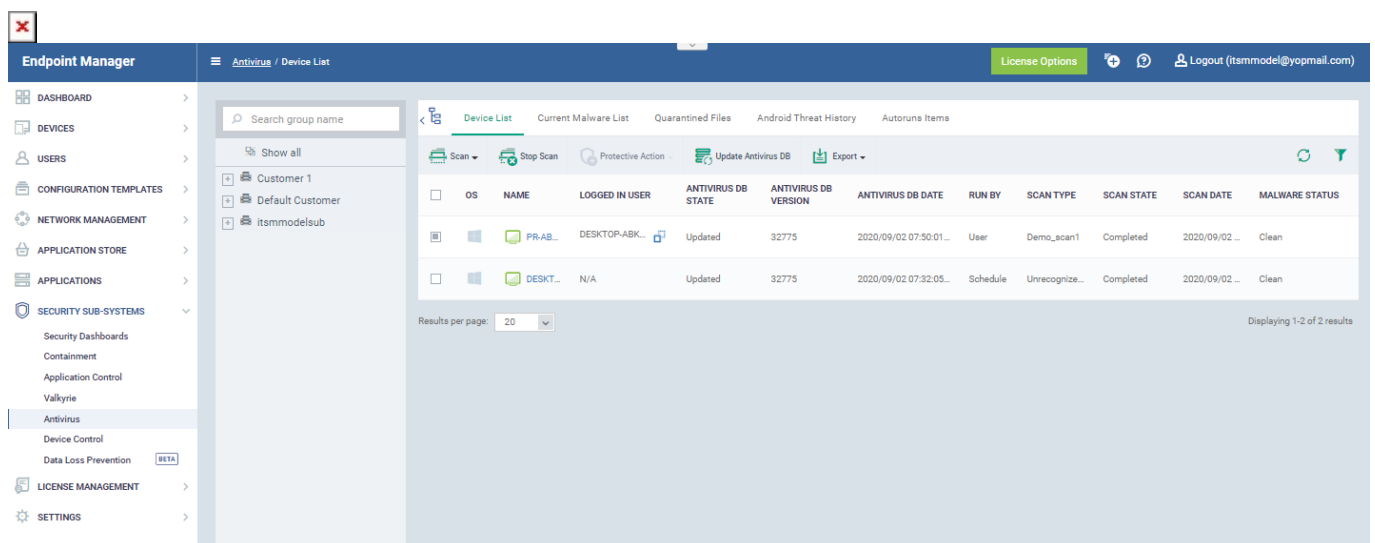 Endpoint Manager
Antivirus / Device List
License Options
Logout (itsmmodel@yopmail.com)
DASHBOARD
DEVICES
USERS
CONFIGURATION TEMPLATES
NETWORK MANAGEMENT
APPLICATION STORE
APPLICATIONS
SECURITY SUB-SYSTEMS
Security Dashboards
Containment
Application Control
Valkyrie
Antivirus
Device Control
Data Loss Prevention BETA
LICENSE MANAGEMENT
SETTINGS
Search group name
Show all
Customer 1
Default Customer
itsmmodelsub
Device List Current Malware List Quarantined Files Android Threat History Autoruns Items
Scan Stop Scan Protective Action Update Antivirus DB Export
OS NAME LOGGED IN USER ANTIVIRUS DB STATE ANTIVIRUS DB VERSION ANTIVIRUS DB DATE RUN BY SCAN TYPE SCAN STATE SCAN DATE MALWARE STATUS
PR-AB... DESKTOP-ABK... Updated 32775 2020/09/02 07:50:01... User Demo_scan1 Completed 2020/09/02 ... Clean
DESKT... N/A Updated 32775 2020/09/02 07:32:05... Schedule Unrecognize... Completed 2020/09/02 ... Clean
Results per page: 20
Displaying 1-2 of 2 results